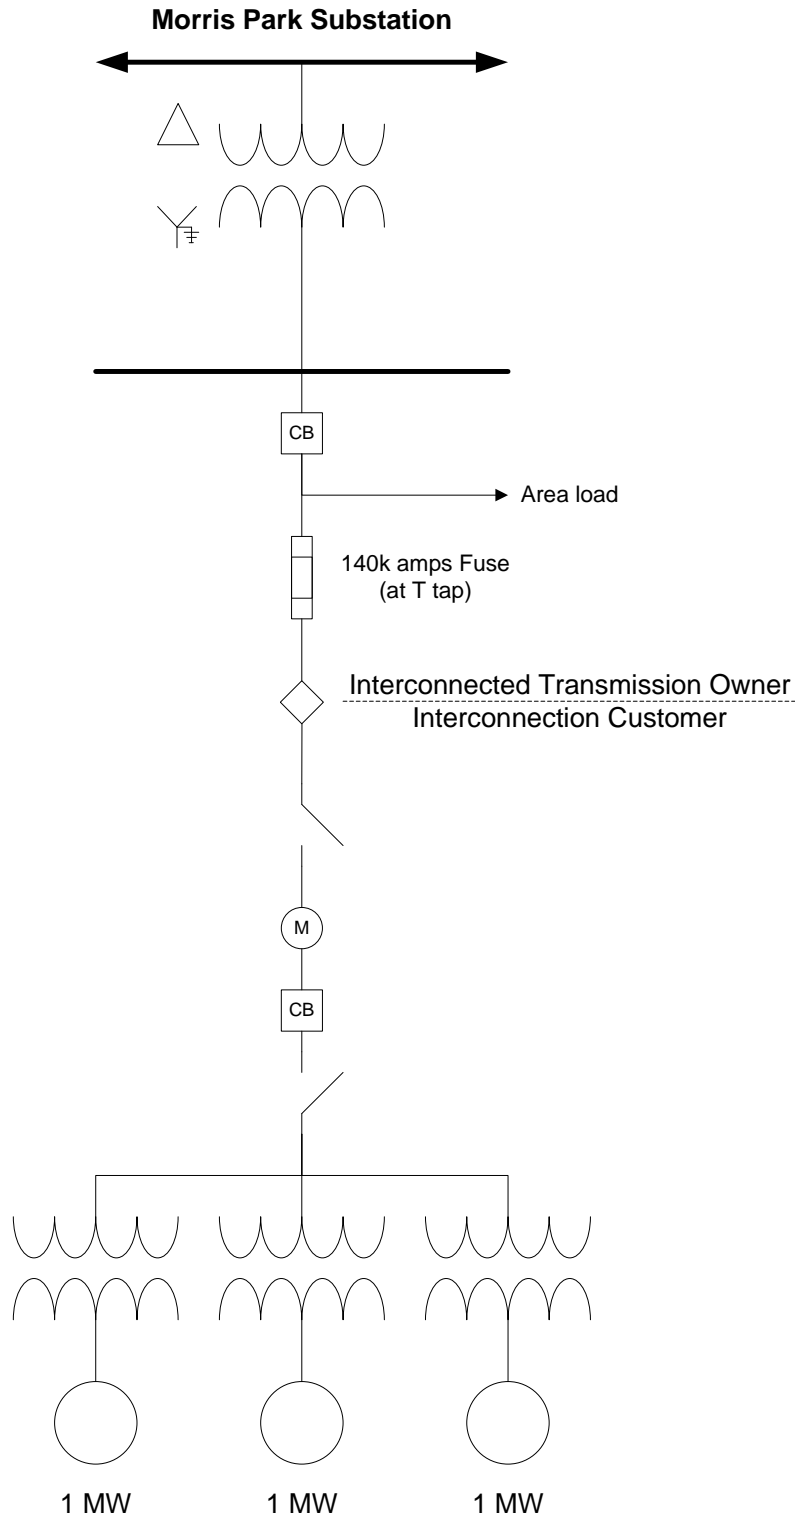 Morris Park Substation
CB
Area load
140k amps Fuse
(at T tap)
Interconnected Transmission Owner
Interconnection Customer
M
CB
1 MW
1 MW
1 MW